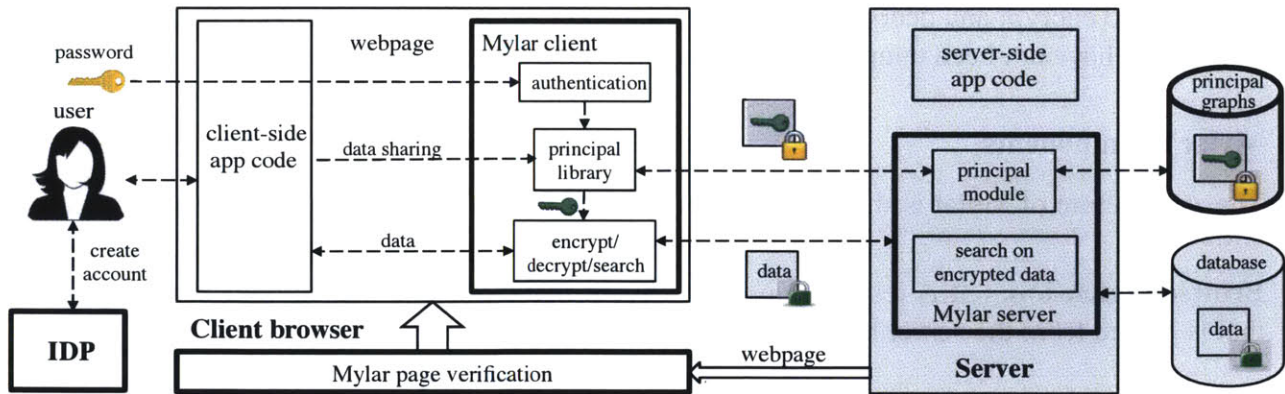 password
user
create
account
IDP
webpage
client-side
app code
data sharing
data
Mylar client
authentication
principal
library
encrypt/
decrypt/search
Client browser
Mylar page verification
data
webpage
server-side
app code
principal
module
search on
encrypted data
Mylar server
Server
principal
graphs
database
data